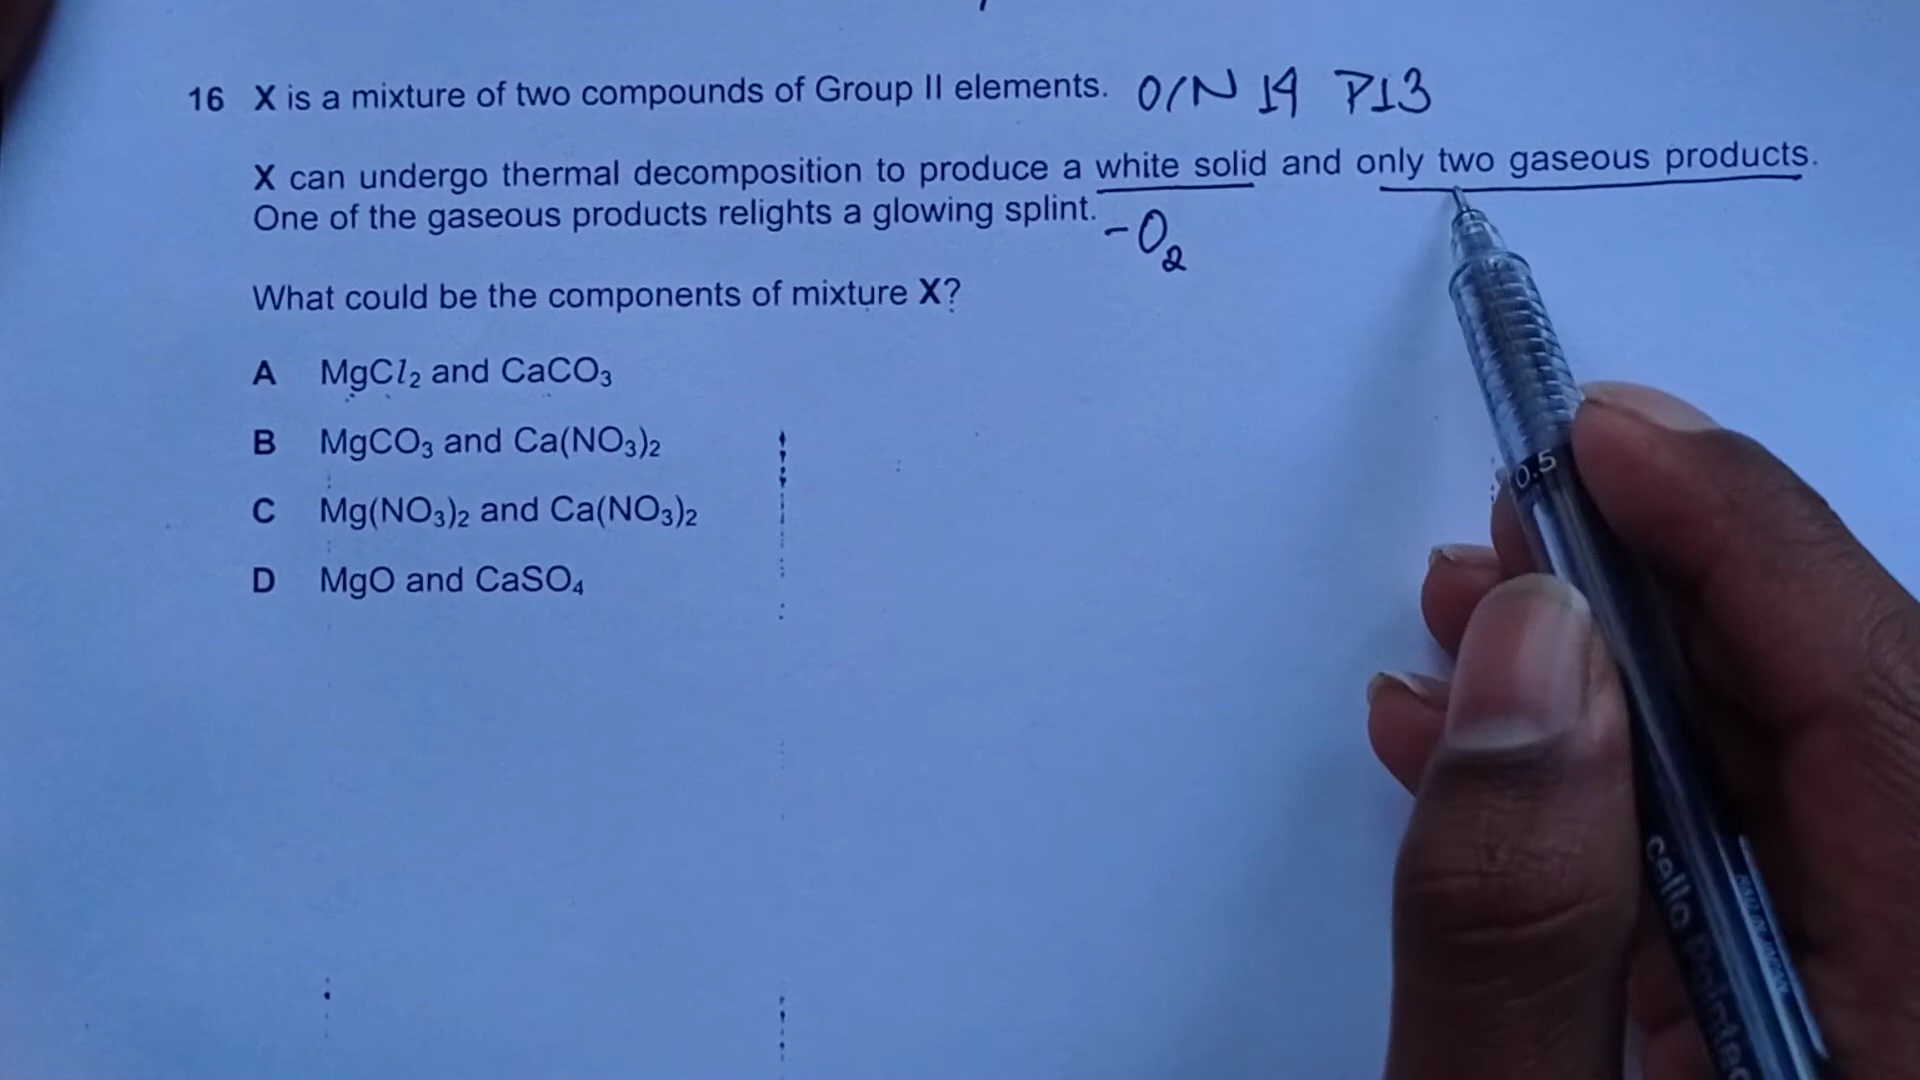 16 X is a mixture of two compounds of Group II elements. O/N 14 P13
X can undergo thermal decomposition to produce a white solid and only two gaseous products.
One of the gaseous products relights a glowing splint. -O₂
What could be the components of mixture X?
A MgCl₂ and CaCO₃
B MgCO₃ and Ca(NO₃)₂
C Mg(NO₃)₂ and Ca(NO₃)₂
D MgO and CaSO₄
0.5
cello Pointec